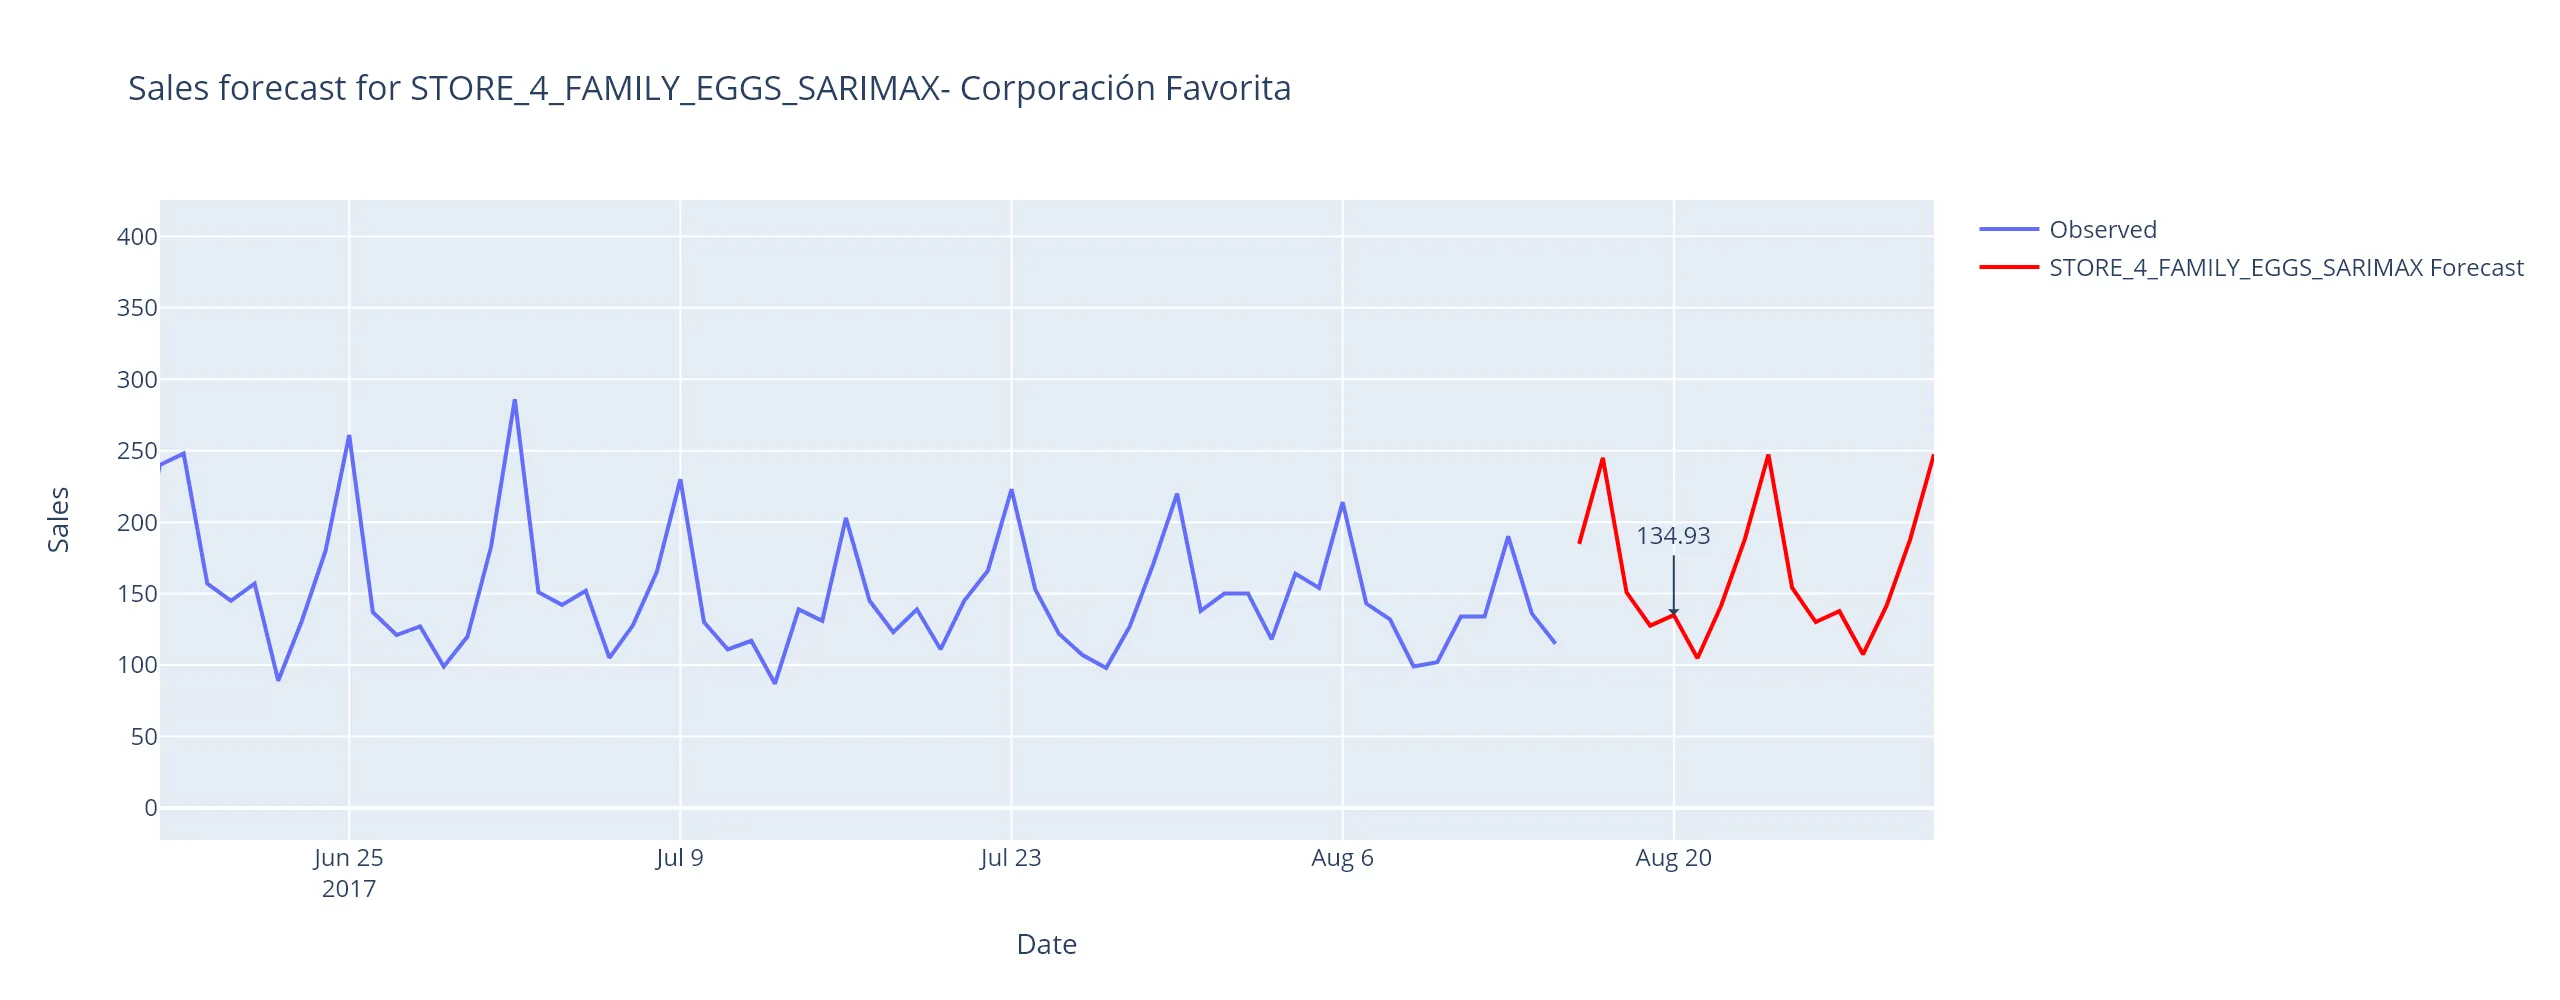 Sales forecast for STORE_4_FAMILY_EGGS_SARIMAX- Corporación Favorita
Observed
STORE_4_FAMILY_EGGS_SARIMAX Forecast
400
350
300
250
200
150
100
50
0
Sales
134.93
Jun 25
2017
Jul 9
Jul 23
Aug 6
Aug 20
Date